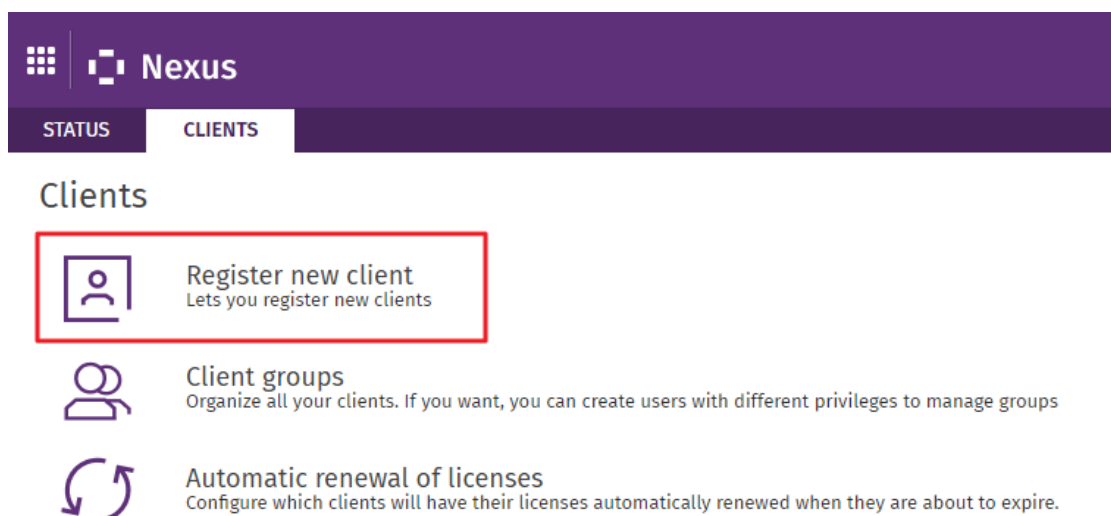 Nexus
STATUS CLIENTS
Clients
Register new client
Lets you register new clients
Client groups
Organize all your clients. If you want, you can create users with different privileges to manage groups
Automatic renewal of licenses
Configure which clients will have their licenses automatically renewed when they are about to expire.